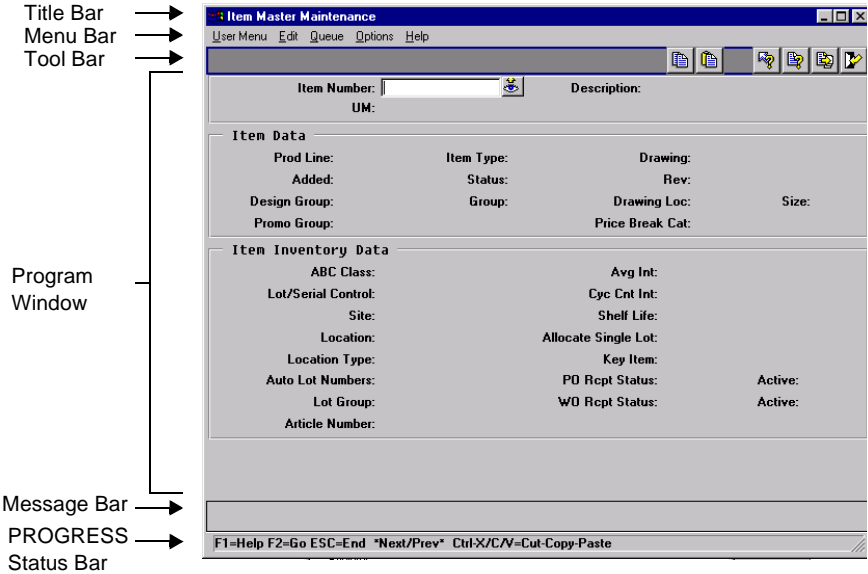 Title Bar
Menu Bar
Tool Bar
Item Master Maintenance
User Menu Edit Queue Options Help
Item Number: Description:
UM:
Item Data
Prod Line: Item Type: Drawing:
Added: Status: Rev:
Design Group: Group: Drawing Loc: Size:
Promo Group: Price Break Cat:
Item Inventory Data
ABC Class: Avg Int:
Lot/Serial Control: Cyc Cnt Int:
Site: Shelf Life:
Location: Allocate Single Lot:
Location Type: Key Item:
Auto Lot Numbers: PO Rcpt Status: Active:
Lot Group: WO Rcpt Status: Active:
Article Number:
Program
Window
Message Bar
PROGRESS
Status Bar
F1=Help F2=Go ESC=End *Next/Prev* Ctrl-X/C/V=Cut-Copy-Paste